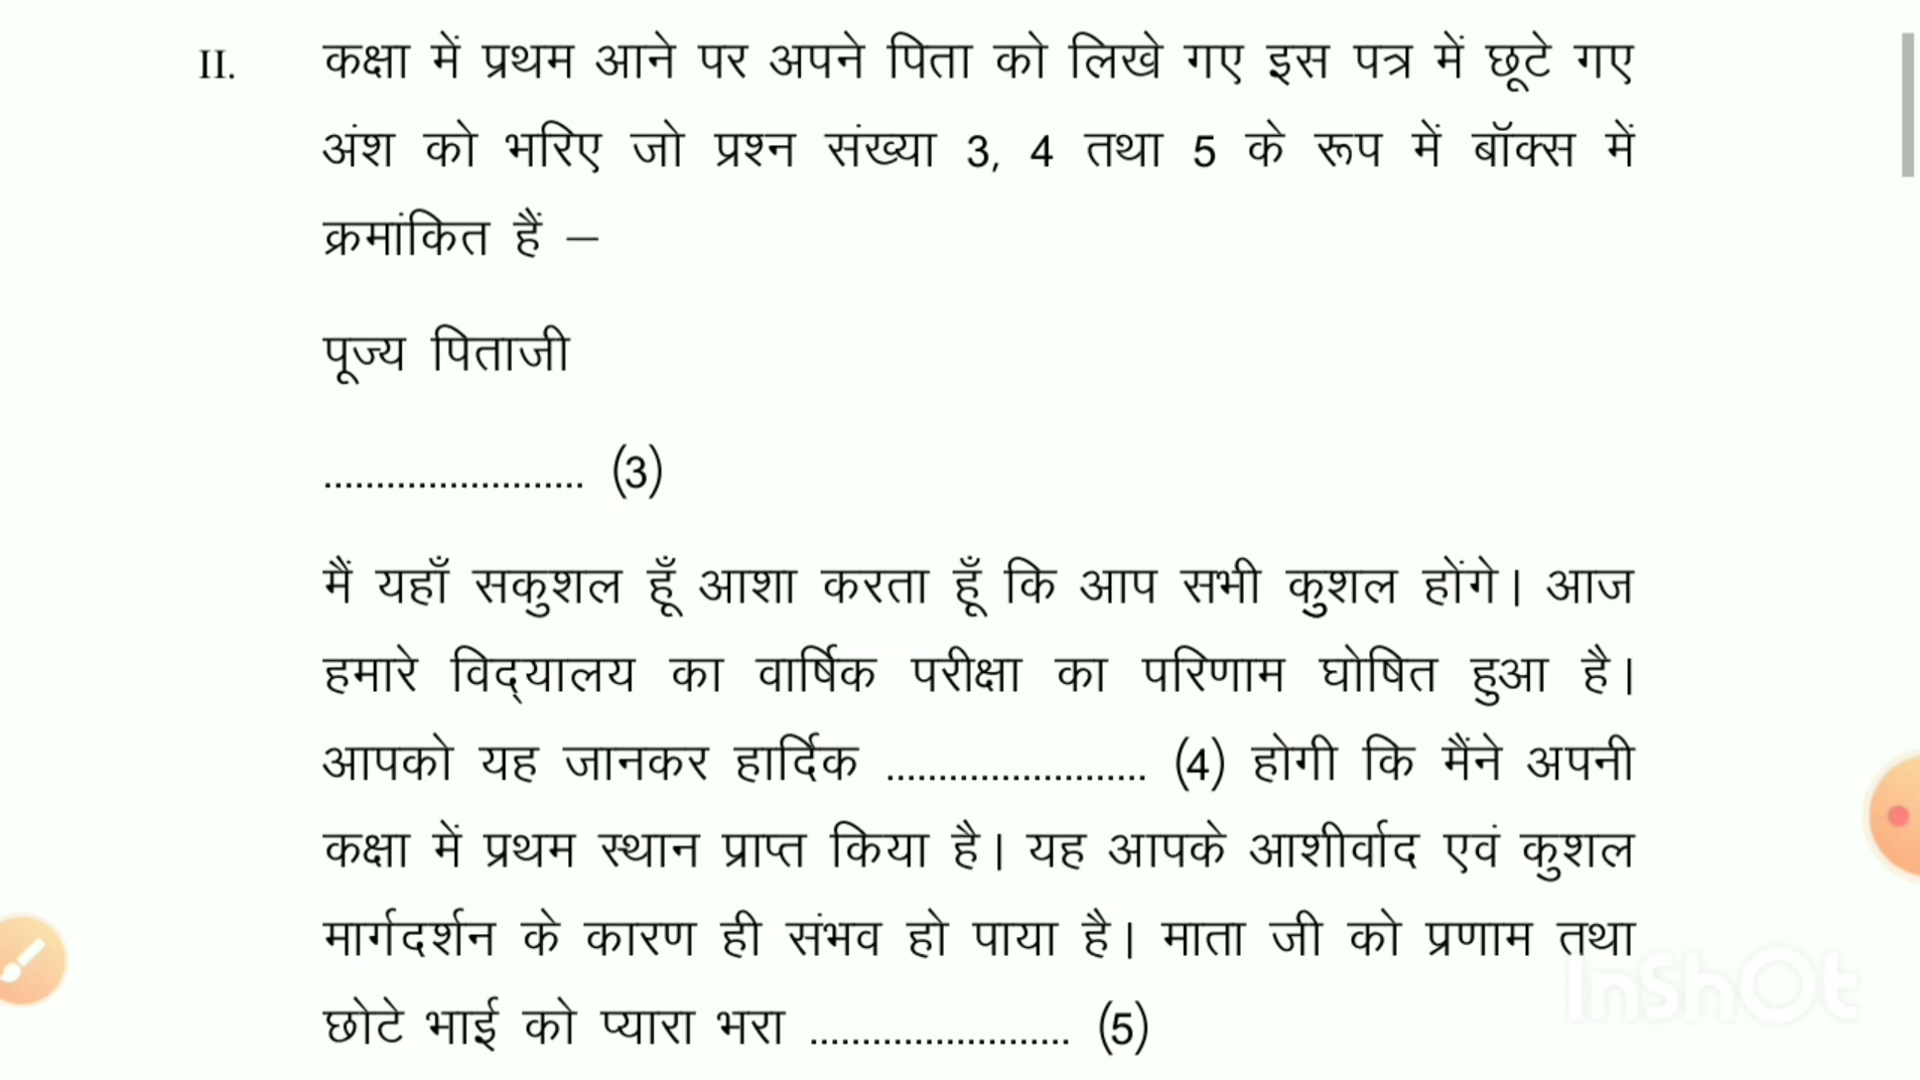 II. कक्षा में प्रथम आने पर अपने पिता को लिखे गए इस पत्र में छूटे गए
अंश को भरिए जो प्रश्न संख्या 3, 4 तथा 5 के रूप में बॉक्स में
क्रमांकित हैं –
पूज्य पिताजी
......................... (3)
मैं यहाँ सकुशल हूँ आशा करता हूँ कि आप सभी कुशल होंगे। आज
हमारे विद्‌यालय का वार्षिक परीक्षा का परिणाम घोषित हुआ है।
आपको यह जानकर हार्दिक ......................... (4) होगी कि मैंने अपनी
कक्षा में प्रथम स्थान प्राप्त किया है। यह आपके आशीर्वाद एवं कुशल
मार्गदर्शन के कारण ही संभव हो पाया है। माता जी को प्रणाम तथा
छोटे भाई को प्यारा भरा ......................... (5)
InShOt